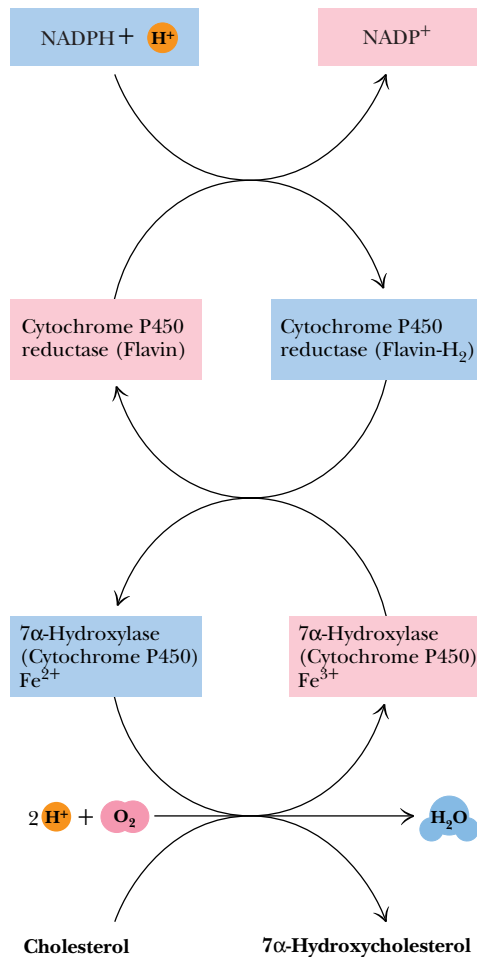 NADPH + H⁺
NADP⁺
Cytochrome P450
reductase (Flavin)
Cytochrome P450
reductase (Flavin-H₂)
7α-Hydroxylase
(Cytochrome P450)
Fe²⁺
7α-Hydroxylase
(Cytochrome P450)
Fe³⁺
2 H⁺ + O₂
H₂O
Cholesterol
7α-Hydroxycholesterol